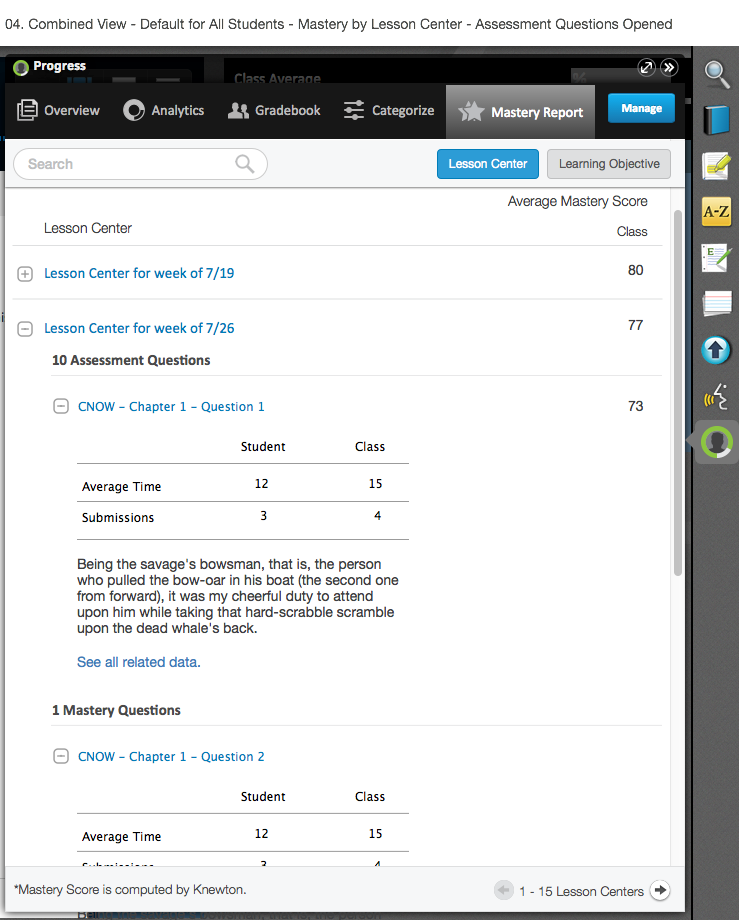 04. Combined View - Default for All Students - Mastery by Lesson Center - Assessment Questions Opened
Progress
Class Average
%
Overview
Analytics
Gradebook
Categorize
Mastery Report
Manage
Search
Lesson Center
Learning Objective
Average Mastery Score
Lesson Center
Class
Lesson Center for week of 7/19
80
Lesson Center for week of 7/26
77
10 Assessment Questions
CNOW – Chapter 1 – Question 1
73
Student Class
Average Time 12 15
Submissions 3 4
Being the savage's bowsman, that is, the person
who pulled the bow-oar in his boat (the second one
from forward), it was my cheerful duty to attend
upon him while taking that hard-scrabble scramble
upon the dead whale's back.
See all related data.
1 Mastery Questions
CNOW – Chapter 1 – Question 2
Student Class
Average Time 12 15
Submissions 3 4
*Mastery Score is computed by Knewton.
1 - 15 Lesson Centers
A-Z